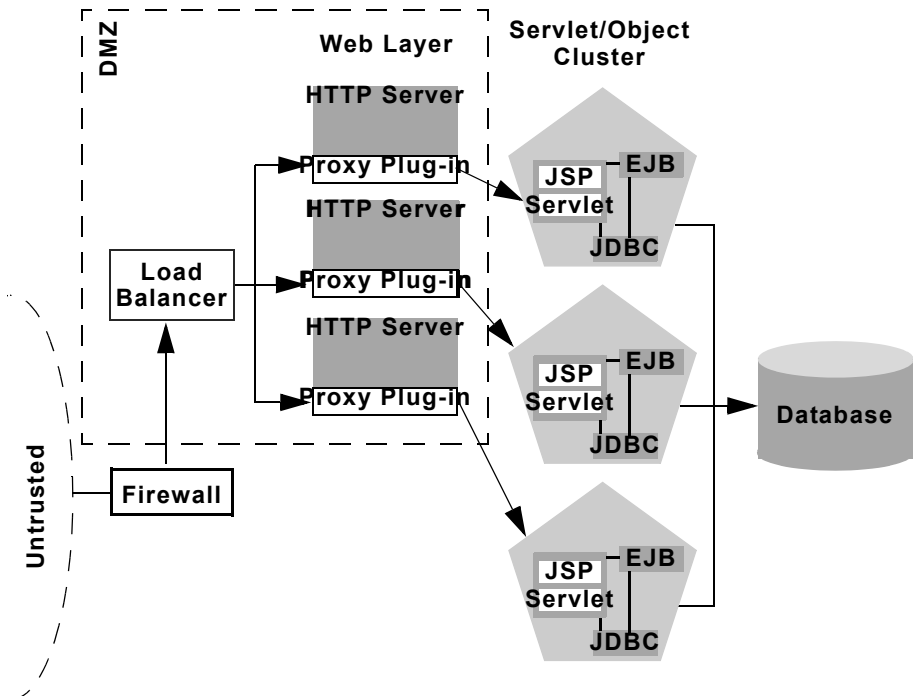 DMZ
Web Layer
Servlet/Object
Cluster
HTTP Server
Proxy Plug-in
HTTP Server
Proxy Plug-in
HTTP Server
Proxy Plug-in
Load
Balancer
Firewall
Untrusted
EJB
JSP
Servlet
JDBC
EJB
JSP
Servlet
JDBC
EJB
JSP
Servlet
JDBC
Database